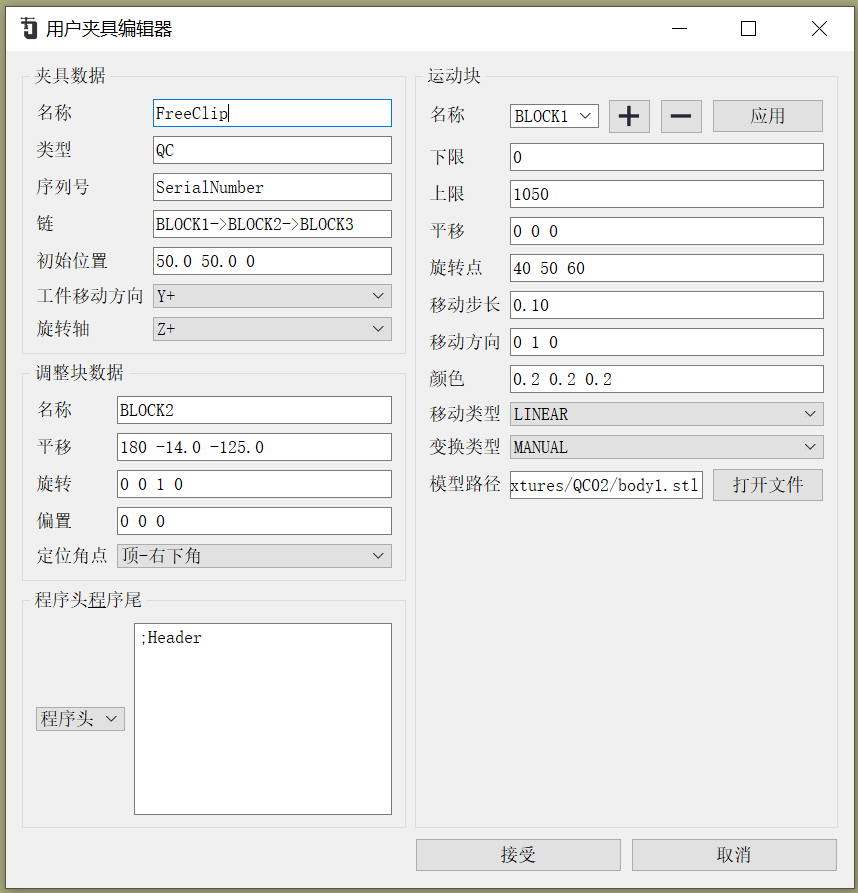 用户夹具编辑器
夹具数据
名称 FreeClip
类型 QC
序列号 SerialNumber
链 BLOCK1->BLOCK2->BLOCK3
初始位置 50.0 50.0 0
工件移动方向 Y+
旋转轴 Z+
调整块数据
名称 BLOCK2
平移 180 -14.0 -125.0
旋转 0 0 1 0
偏置 0 0 0
定位角点 顶-右下角
程序头程序尾
程序头
;Header
运动块
名称 BLOCK1 应用
下限 0
上限 1050
平移 0 0 0
旋转点 40 50 60
移动步长 0.10
移动方向 0 1 0
颜色 0.2 0.2 0.2
移动类型 LINEAR
变换类型 MANUAL
模型路径 xtures/QC02/body1.stl 打开文件
接受 取消